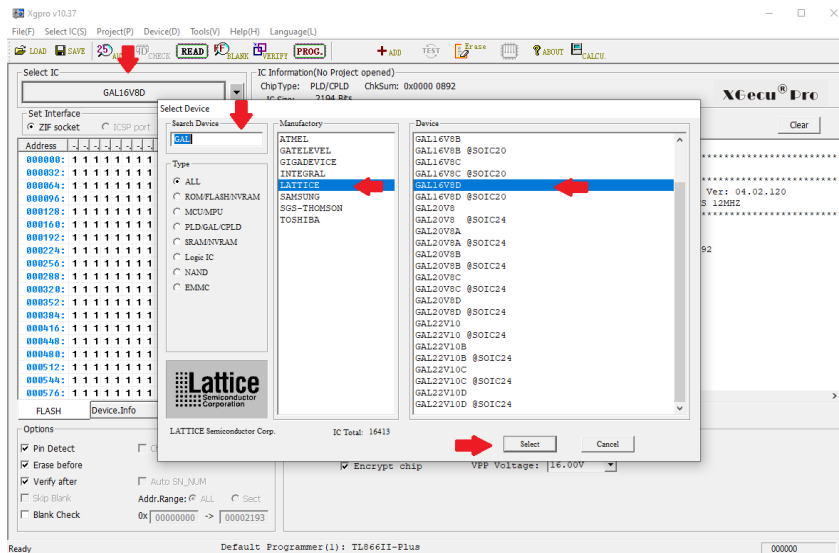 Xgpro v10.37
File(F) Select IC(S) Project(P) Device(D) Tools(V) Help(H) Language(L)
LOAD SAVE 25 CHECK READ BLANK VERIFY PROG. ADD TEST Erase ABOUT CALCU.
Select IC
GAL16V8D
IC Information(No Project opened)
ChipType: PLD/CPLD ChkSum: 0x0000 0892
IC Size: 2194 Bits
XGecu® Pro
Set Interface
ZIF socket ICSP port
Clear
Select Device
Search Device
GAL
Type
ALL
ROM/FLASH/NVRAM
MCU/MPU
PLD/GAL/CPLD
SRAM/NVRAM
Logic IC
NAND
EMMC
Manufactory
ATMEL
GATELEVEL
GIGADEVICE
INTEGRAL
LATTICE
SAMSUNG
SGS-THOMSON
TOSHIBA
Device
GAL16V8B
GAL16V8B @SOIC20
GAL16V8C
GAL16V8C @SOIC20
GAL16V8D
GAL16V8D @SOIC20
GAL20V8
GAL20V8 @SOIC24
GAL20V8A
GAL20V8A @SOIC24
GAL20V8B
GAL20V8B @SOIC24
GAL20V8C
GAL20V8C @SOIC24
GAL20V8D
GAL20V8D @SOIC24
GAL22V10
GAL22V10 @SOIC24
GAL22V10B
GAL22V10B @SOIC24
GAL22V10C
GAL22V10C @SOIC24
GAL22V10D
GAL22V10D @SOIC24
Lattice
Semiconductor
Corporation
LATTICE Semiconductor Corp. IC Total: 16413
Select Cancel
Address
000000: 1 1 1 1 1 1 1 1
000032: 1 1 1 1 1 1 1 1
000064: 1 1 1 1 1 1 1 1
000096: 1 1 1 1 1 1 1 1
000128: 1 1 1 1 1 1 1 1
000160: 1 1 1 1 1 1 1 1
000192: 1 1 1 1 1 1 1 1
000224: 1 1 1 1 1 1 1 1
000256: 1 1 1 1 1 1 1 1
000288: 1 1 1 1 1 1 1 1
000320: 1 1 1 1 1 1 1 1
000352: 1 1 1 1 1 1 1 1
000384: 1 1 1 1 1 1 1 1
000416: 1 1 1 1 1 1 1 1
000448: 1 1 1 1 1 1 1 1
000480: 1 1 1 1 1 1 1 1
000512: 1 1 1 1 1 1 1 1
000544: 1 1 1 1 1 1 1 1
000576: 1 1 1 1 1 1 1 1
************************
************************
Ver: 04.02.120
S 12MHZ
************************
92
FLASH Device.Info
Options
Pin Detect
Erase before
Verify after Auto SN_NUM
Skip Blank Addr.Range: ALL Sect
Blank Check 0x 00000000 -> 00002193
Encrypt chip VPP Voltage: 16.00V
Ready Default Programmer(1): TL866II-Plus 000000